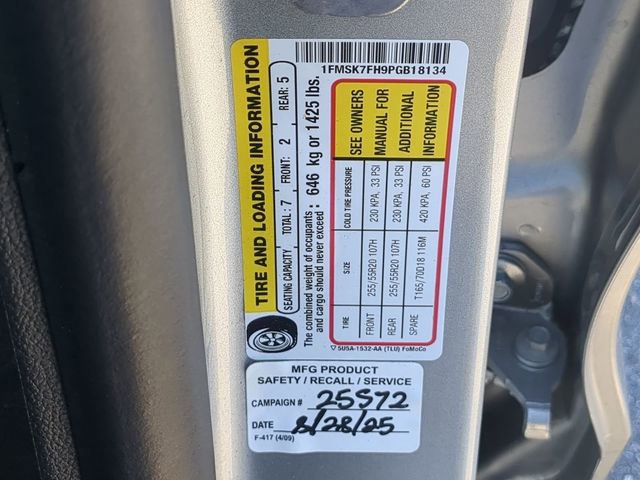 1FMSK7FH9PGB18134
TIRE AND LOADING INFORMATION
SEATING CAPACITY TOTAL: 7 FRONT: 2 REAR: 5
The combined weight of occupants
and cargo should never exceed : 646 kg or 1425 lbs.
TIRE SIZE COLD TIRE PRESSURE SEE OWNERS
FRONT 255/55R20 107H 230 KPA, 33 PSI MANUAL FOR
REAR 255/55R20 107H 230 KPA, 33 PSI ADDITIONAL
SPARE T165/70D18 116M 420 KPA, 60 PSI INFORMATION
5U5A-1532-AA (TLU) FoMoCo
MFG PRODUCT
SAFETY / RECALL / SERVICE
CAMPAIGN # 25S72
DATE 8/28/25
F-417 (4/09)